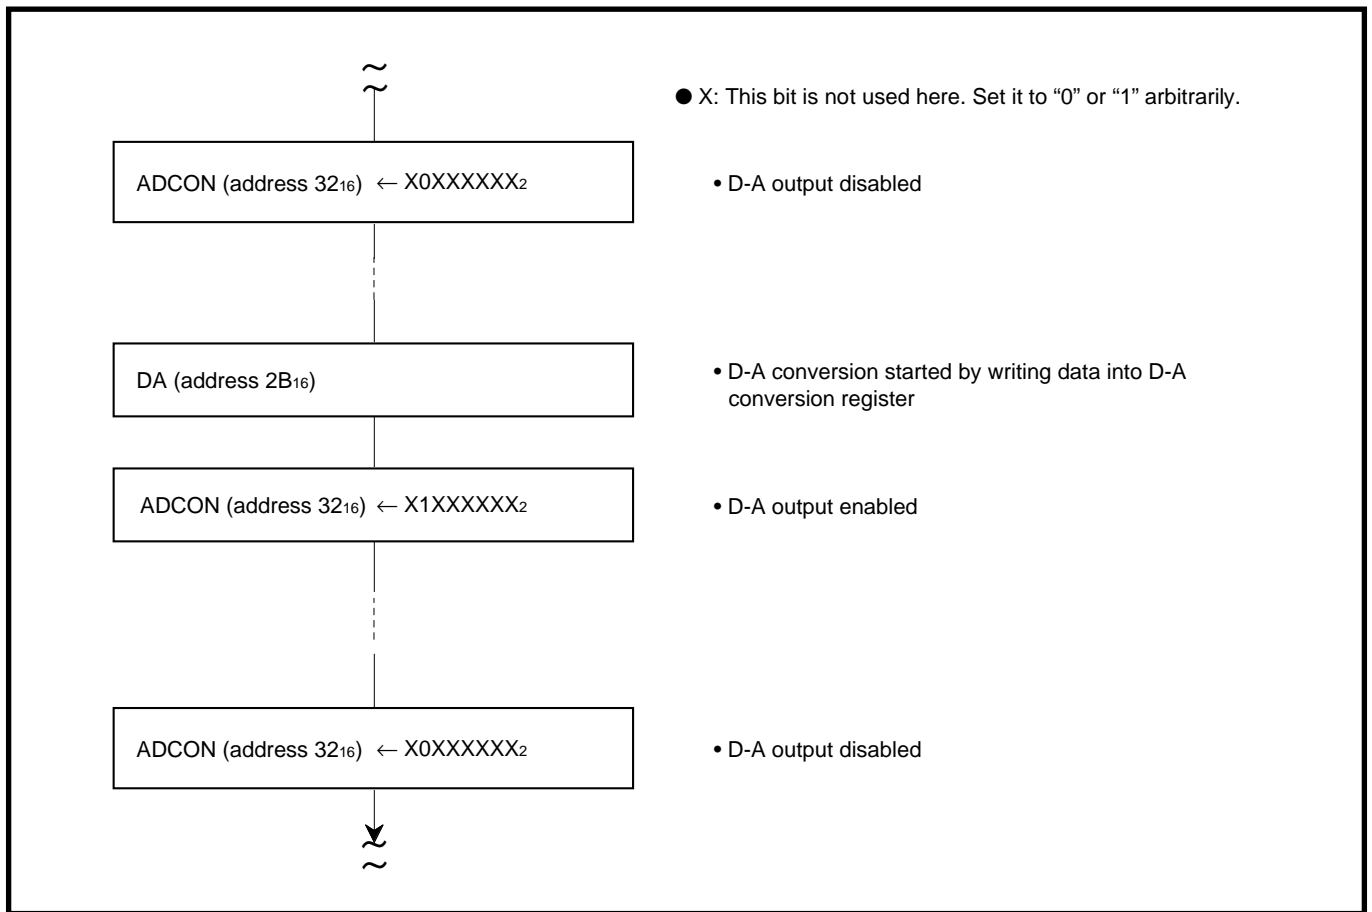 ● X: This bit is not used here. Set it to “0” or “1” arbitrarily.
ADCON (address 32₁₆) ← X0XXXXXX₂
• D-A output disabled
DA (address 2B₁₆)
• D-A conversion started by writing data into D-A
conversion register
ADCON (address 32₁₆) ← X1XXXXXX₂
• D-A output enabled
ADCON (address 32₁₆) ← X0XXXXXX₂
• D-A output disabled